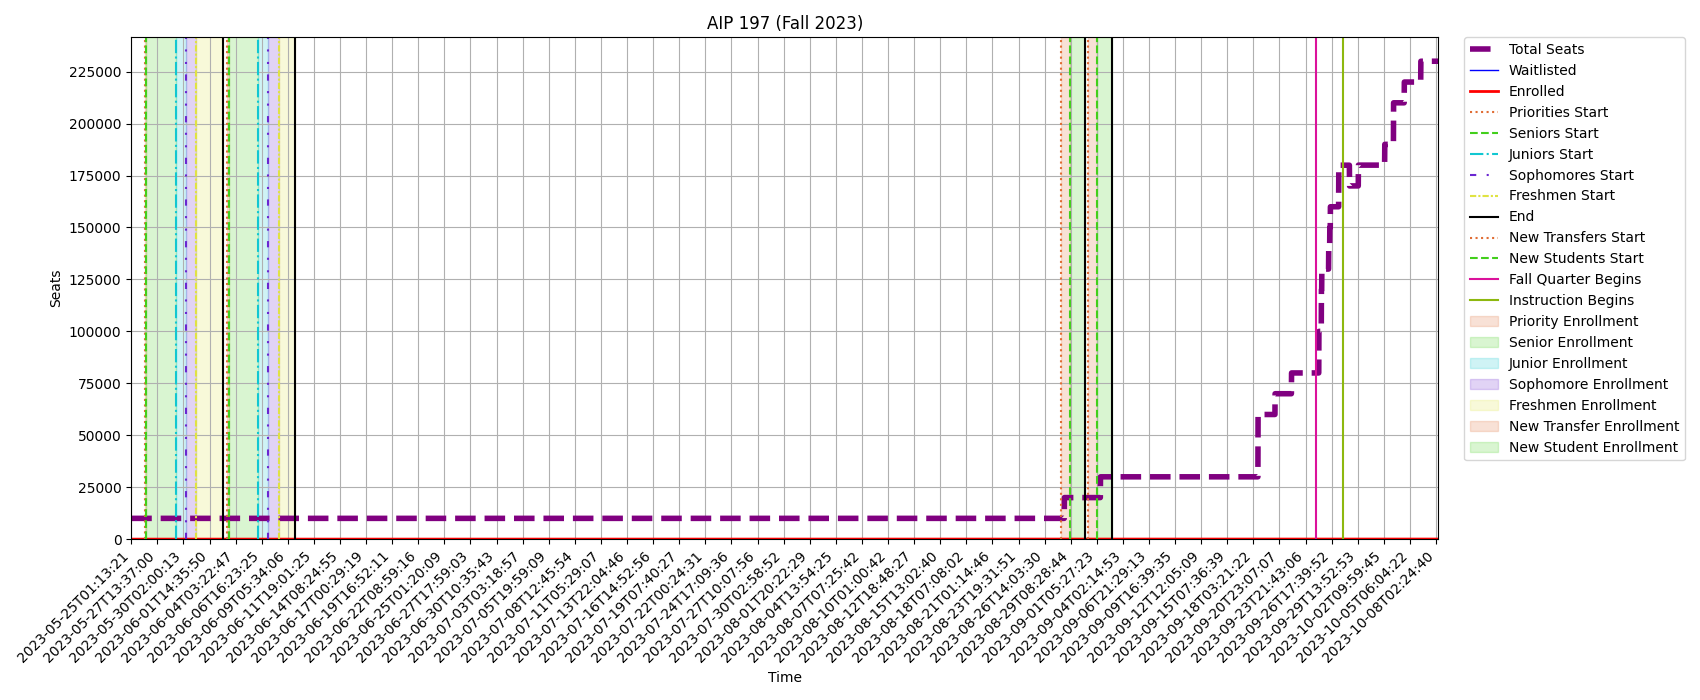 AIP 197 (Fall 2023)
Seats
225000
200000
175000
150000
125000
100000
75000
50000
25000
0
2023-05-25T01:13:21
2023-05-27T13:37:00
2023-05-30T02:00:13
2023-06-01T14:35:50
2023-06-04T03:22:47
2023-06-06T16:23:25
2023-06-09T05:34:06
2023-06-11T19:01:25
2023-06-14T08:24:55
2023-06-17T00:29:19
2023-06-19T16:52:11
2023-06-22T08:59:16
2023-06-25T01:20:09
2023-06-27T17:59:03
2023-06-30T10:35:43
2023-07-03T03:18:57
2023-07-05T19:59:09
2023-07-08T12:45:54
2023-07-11T05:29:07
2023-07-13T22:04:46
2023-07-16T14:52:56
2023-07-19T07:40:27
2023-07-22T00:24:31
2023-07-24T17:09:36
2023-07-27T10:07:56
2023-07-30T02:58:52
2023-08-01T20:22:29
2023-08-04T13:54:25
2023-08-07T07:25:42
2023-08-10T01:00:42
2023-08-12T18:48:27
2023-08-15T13:02:40
2023-08-18T07:08:02
2023-08-21T01:14:46
2023-08-23T19:31:51
2023-08-26T14:03:30
2023-08-29T08:28:44
2023-09-01T05:27:23
2023-09-04T02:14:53
2023-09-06T21:29:13
2023-09-09T16:39:35
2023-09-12T12:05:09
2023-09-15T07:36:39
2023-09-18T03:21:22
2023-09-20T23:07:07
2023-09-23T21:43:06
2023-09-26T17:39:52
2023-09-29T13:52:53
2023-10-02T09:59:45
2023-10-05T06:04:22
2023-10-08T02:24:40
Time
Total Seats
Waitlisted
Enrolled
Priorities Start
Seniors Start
Juniors Start
Sophomores Start
Freshmen Start
End
New Transfers Start
New Students Start
Fall Quarter Begins
Instruction Begins
Priority Enrollment
Senior Enrollment
Junior Enrollment
Sophomore Enrollment
Freshmen Enrollment
New Transfer Enrollment
New Student Enrollment